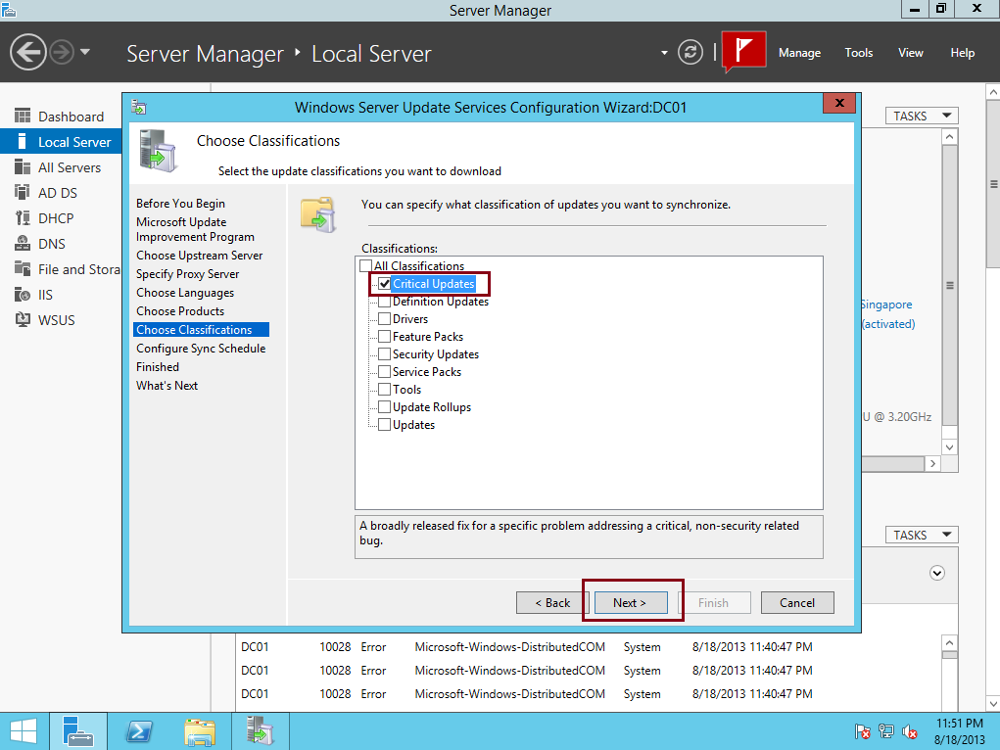 Server Manager
Server Manager Local Server
Manage Tools View Help
Dashboard
Local Server
All Servers
AD DS
DHCP
DNS
File and Stora
IIS
WSUS
TASKS
Windows Server Update Services Configuration Wizard:DC01
Choose Classifications
Select the update classifications you want to download
Before You Begin
Microsoft Update
Improvement Program
Choose Upstream Server
Specify Proxy Server
Choose Languages
Choose Products
Choose Classifications
Configure Sync Schedule
Finished
What's Next
You can specify what classification of updates you want to synchronize.
Classifications:
All Classifications
Critical Updates
Definition Updates
Drivers
Feature Packs
Security Updates
Service Packs
Tools
Update Rollups
Updates
A broadly released fix for a specific problem addressing a critical, non-security related
bug.
< Back Next > Finish Cancel
Singapore
(activated)
U @ 3.20GHz
TASKS
DC01 10028 Error Microsoft-Windows-DistributedCOM System 8/18/2013 11:40:47 PM
DC01 10028 Error Microsoft-Windows-DistributedCOM System 8/18/2013 11:40:47 PM
DC01 10028 Error Microsoft-Windows-DistributedCOM System 8/18/2013 11:40:47 PM
11:51 PM
8/18/2013